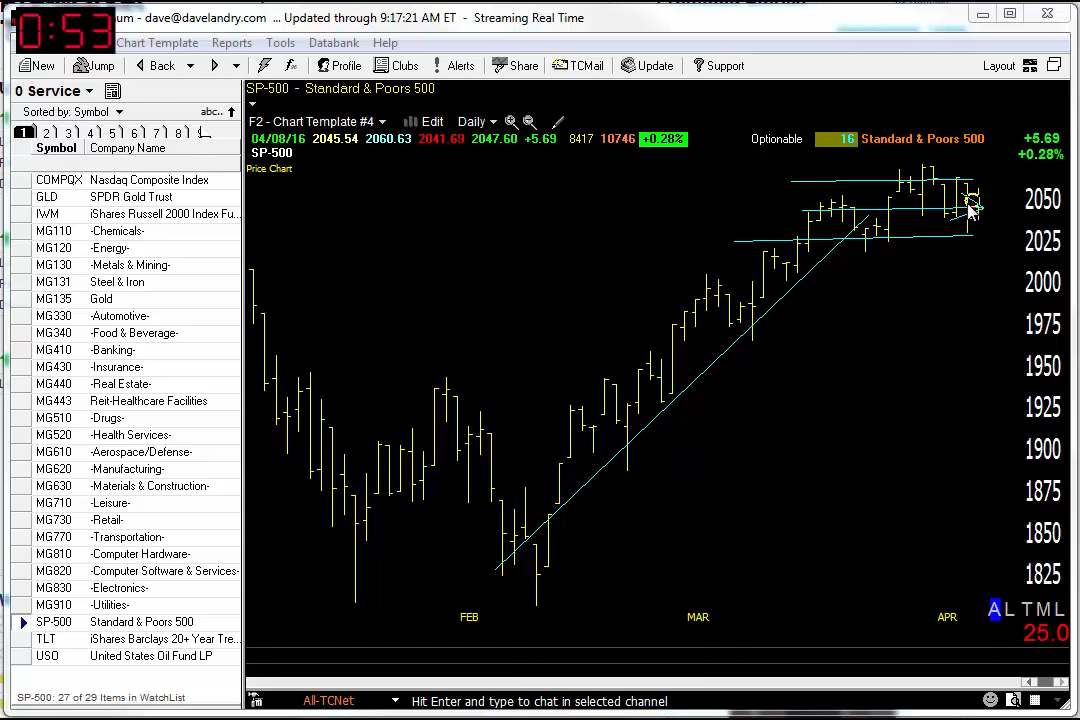 0:53
um - dave@davelandry.com ... Updated through 9:17:21 AM ET - Streaming Real Time
Chart Template Reports Tools Databank Help
New Jump Back Profile Clubs Alerts Share TCMail Update Support Layout
0 Service
SP-500 - Standard & Poors 500
Sorted by: Symbol abc..
F2 - Chart Template #4 Edit Daily
1 2 3 4 5 6 7 8
04/08/16 2045.54 2060.63 2041.69 2047.60 +5.69 8417 10746 +0.28% Optionable 16 Standard & Poors 500 +5.69
+0.28%
Symbol Company Name
SP-500
Price Chart
COMPQX Nasdaq Composite Index
GLD SPDR Gold Trust
IWM iShares Russell 2000 Index Fu...
MG110 -Chemicals-
MG120 -Energy-
MG130 -Metals & Mining-
MG131 Steel & Iron
MG135 Gold
MG330 -Automotive-
MG340 -Food & Beverage-
MG410 -Banking-
MG430 -Insurance-
MG440 -Real Estate-
MG443 Reit-Healthcare Facilities
MG510 -Drugs-
MG520 -Health Services-
MG610 -Aerospace/Defense-
MG620 -Manufacturing-
MG630 -Materials & Construction-
MG710 -Leisure-
MG730 -Retail-
MG770 -Transportation-
MG810 -Computer Hardware-
MG820 -Computer Software & Services-
MG830 -Electronics-
MG910 -Utilities-
SP-500 Standard & Poors 500
TLT iShares Barclays 20+ Year Tre...
USO United States Oil Fund LP
SP-500: 27 of 29 Items in WatchList
2050
2025
2000
1975
1950
1925
1900
1875
1850
1825
FEB MAR APR
A L T M L
25.0
All-TCNet Hit Enter and type to chat in selected channel